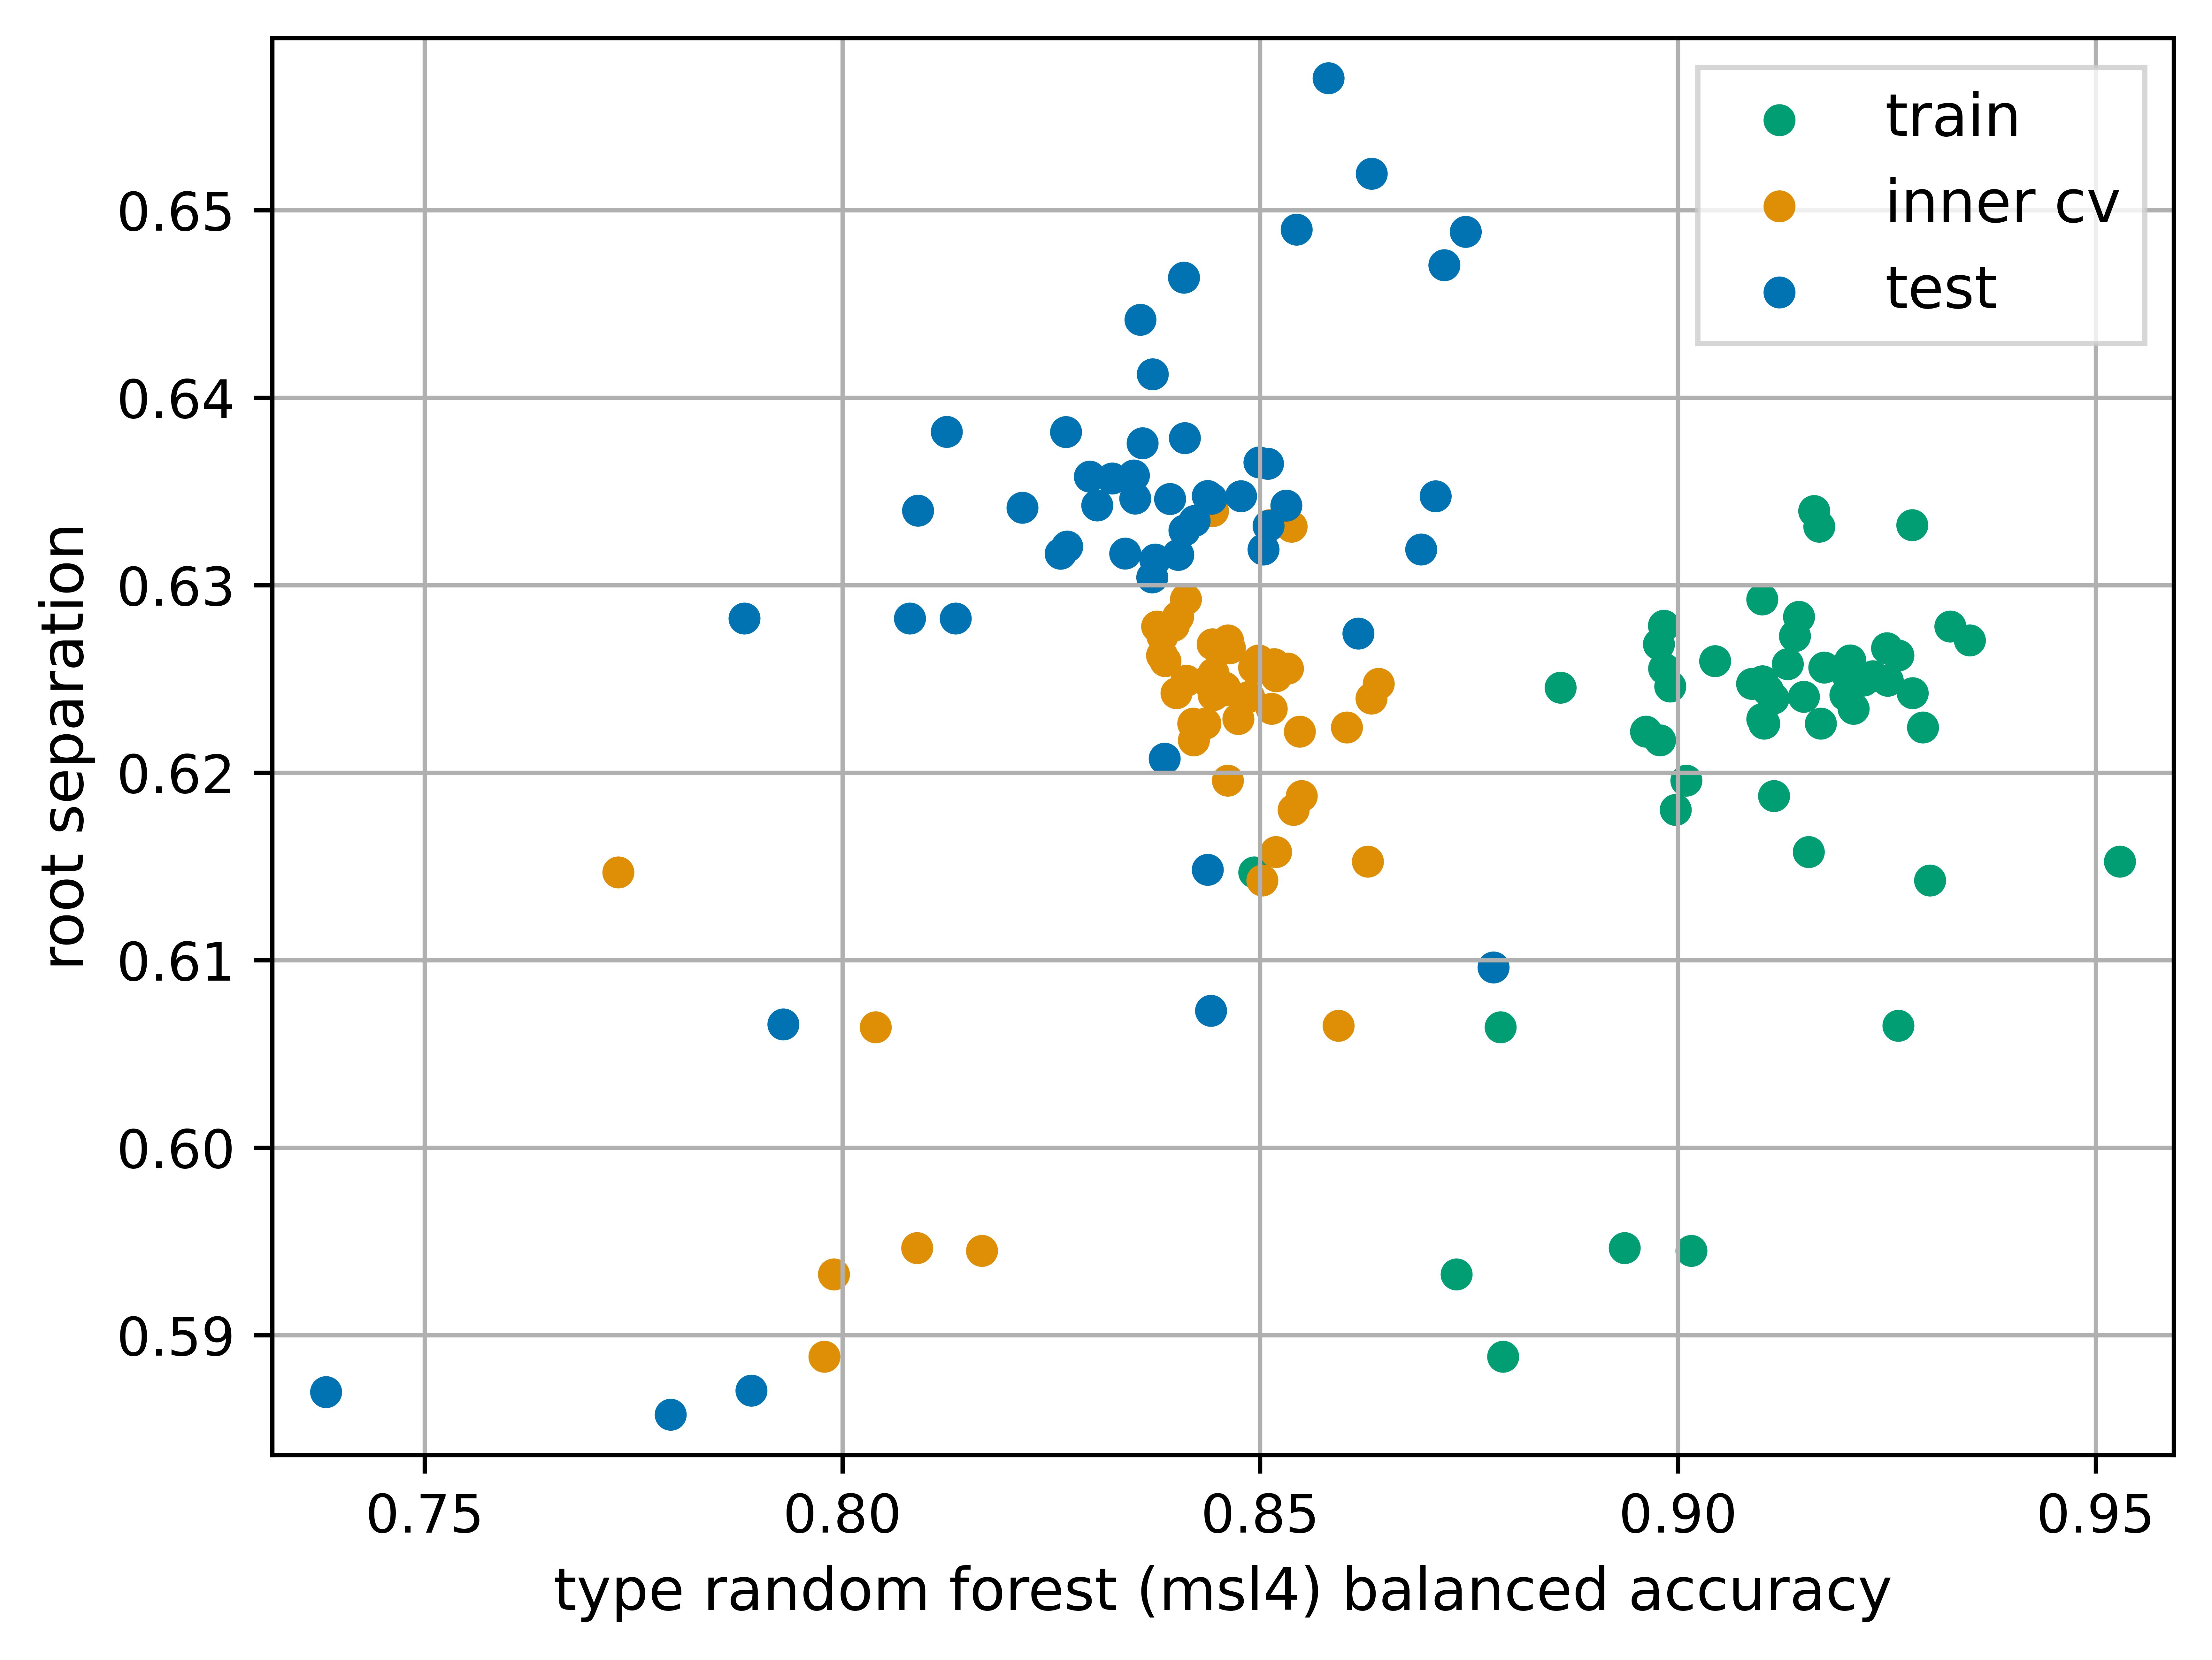 train
inner cv
test
0.65
0.64
0.63
0.62
0.61
0.60
0.59
root separation
0.75 0.80 0.85 0.90 0.95
type random forest (msl4) balanced accuracy